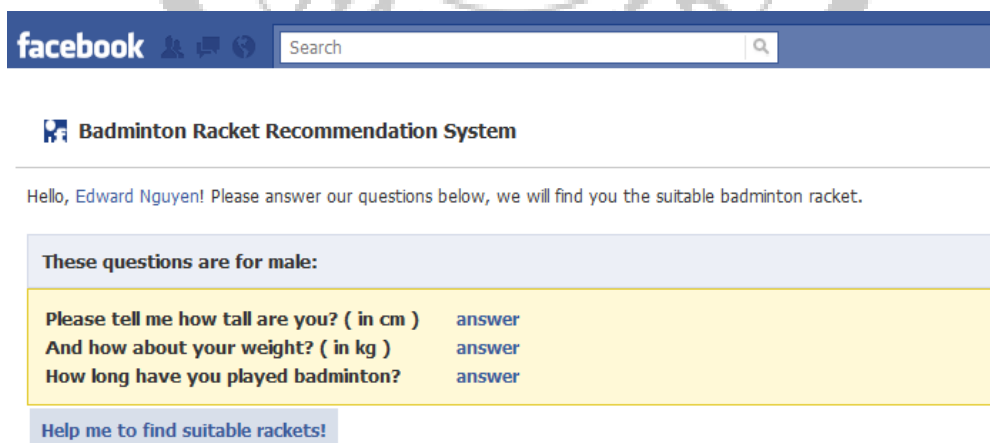 facebook Search
Badminton Racket Recommendation System
Hello, Edward Nguyen! Please answer our questions below, we will find you the suitable badminton racket.
These questions are for male:
Please tell me how tall are you? ( in cm ) answer
And how about your weight? ( in kg ) answer
How long have you played badminton? answer
Help me to find suitable rackets!